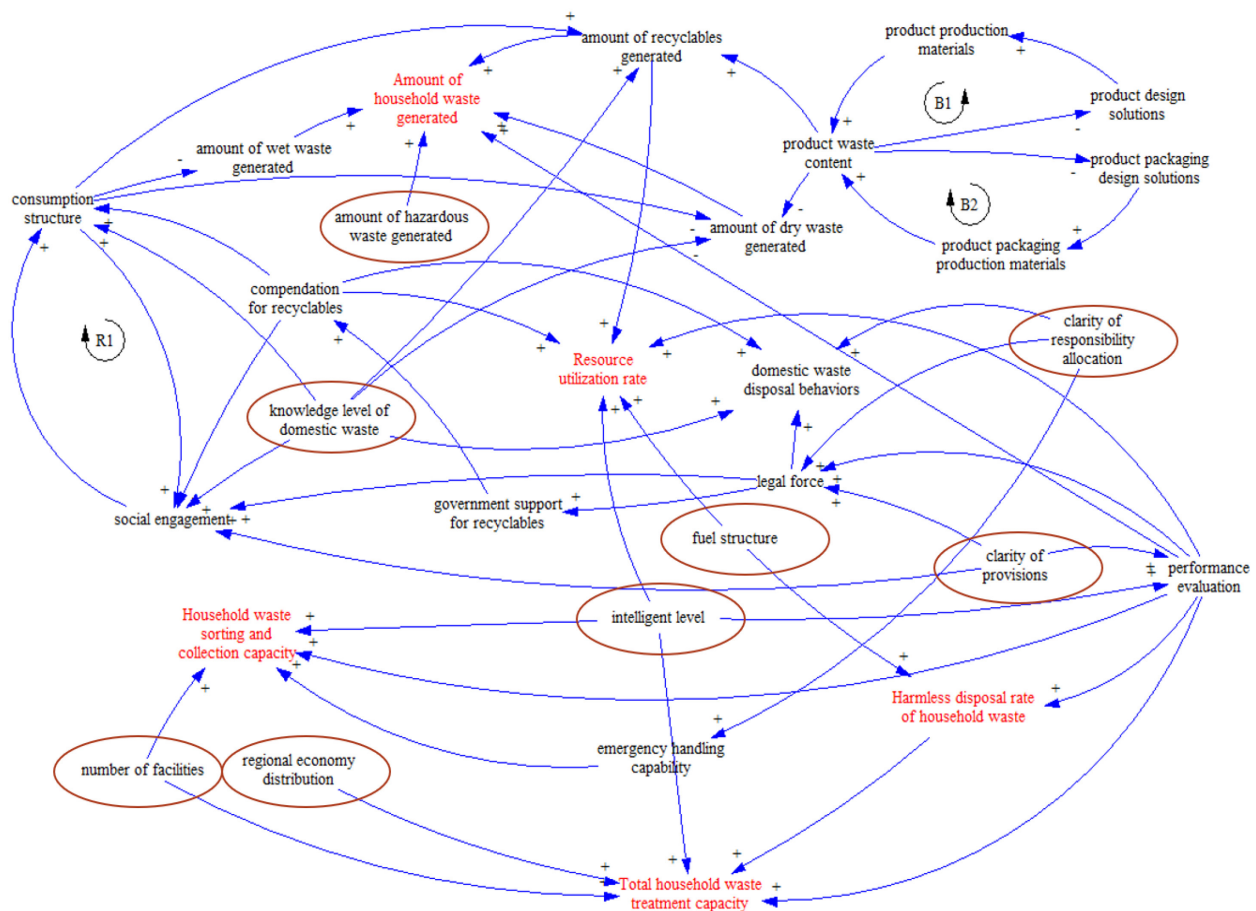 amount of recyclables
generated
product production
materials
Amount of
household waste
generated
B1
product design
solutions
amount of wet waste
generated
product waste
content
product packaging
design solutions
consumption
structure
amount of hazardous
waste generated
B2
amount of dry waste
generated
product packaging
production materials
compendation
for recyclables
R1
clarity of
responsibility
allocation
Resource
utilization rate
domestic waste
disposal behaviors
knowledge level of
domestic waste
legal force
social engagement
government support
for recyclables
fuel structure
clarity of
provisions
performance
evaluation
Household waste
sorting and
collection capacity
intelligent level
Harmless disposal rate
of household waste
number of facilities
regional economy
distribution
emergency handling
capability
Total household waste
treatment capacity